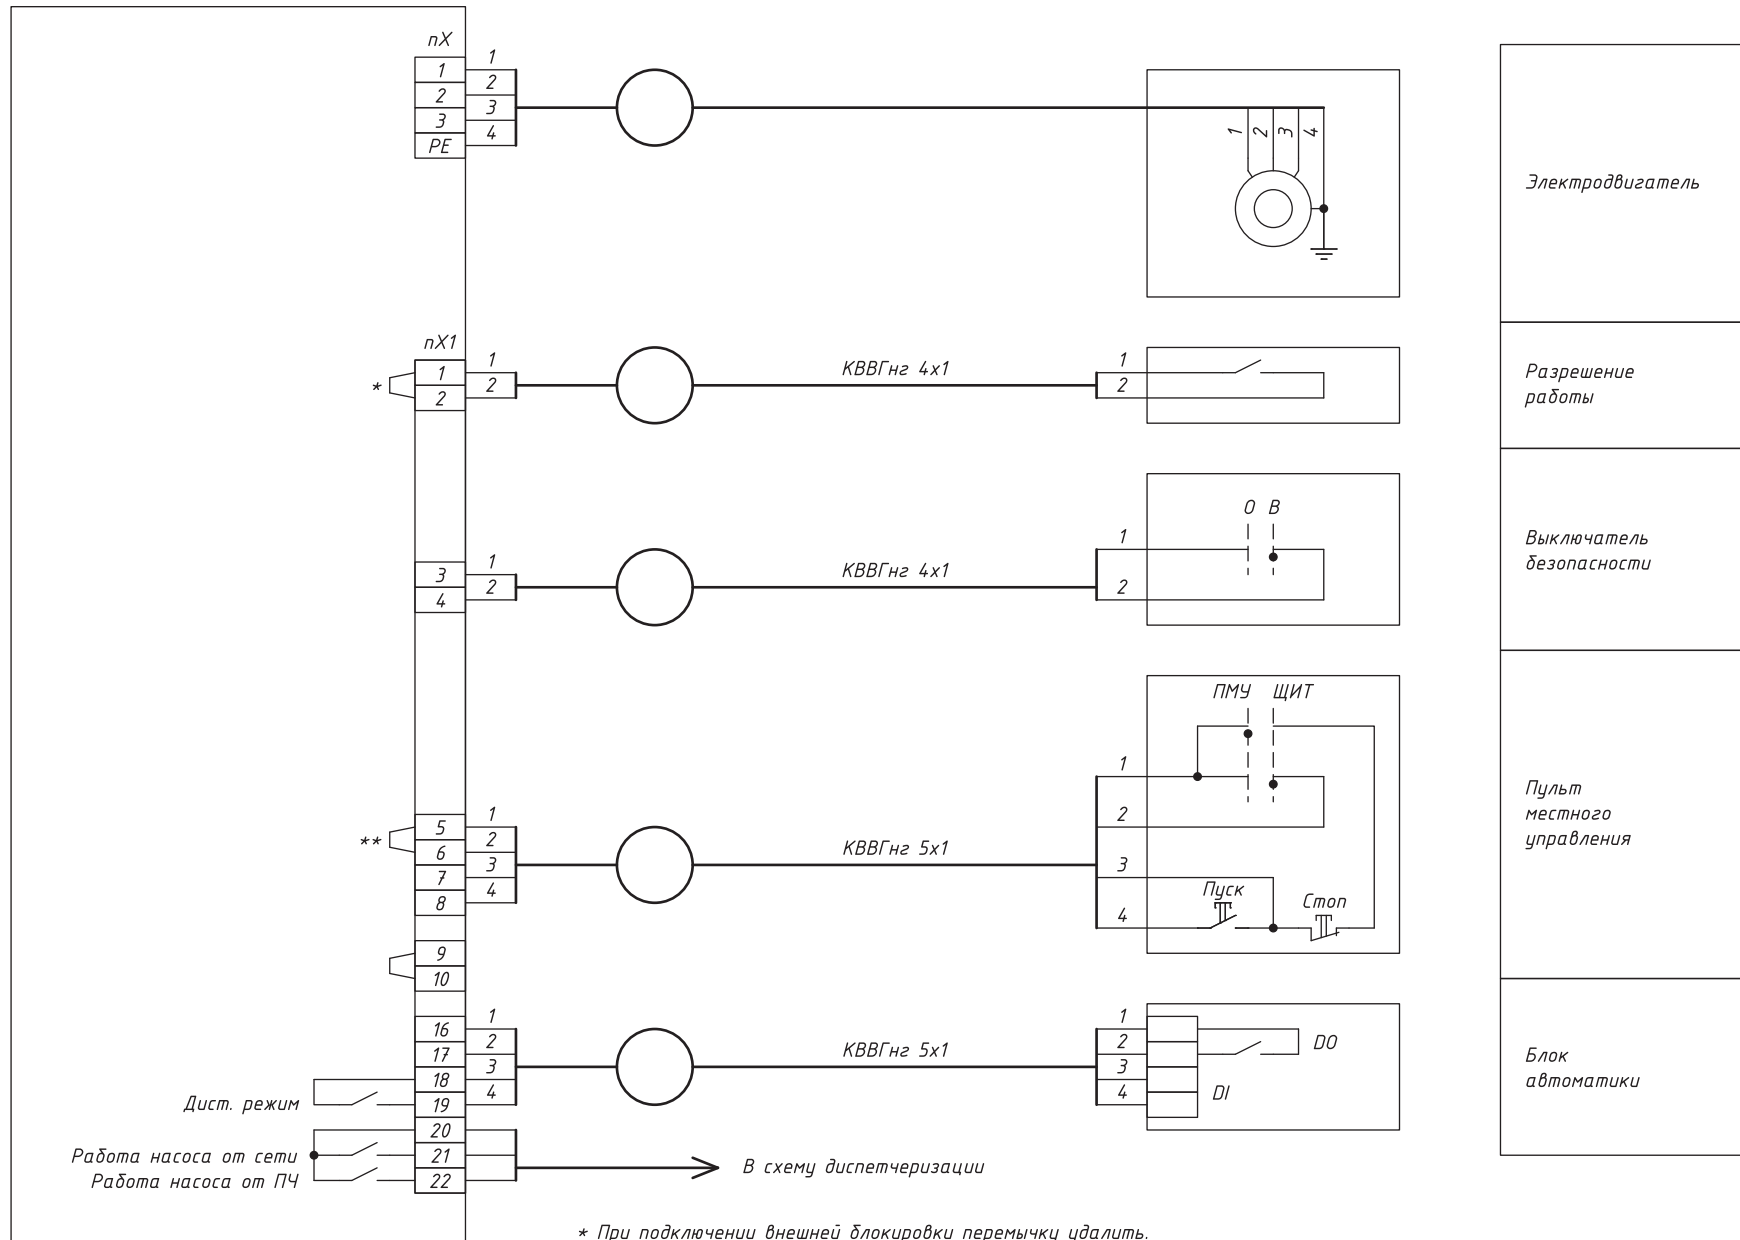 пХ
1
2
3
PE
1
2
3
4
1
2
3
4
Электродвигатель
пХ1
*
1
2
1
2
КВВГнг 4х1
1
2
Разрешение
работы
3
4
1
2
КВВГнг 4х1
1
2
О В
Выключатель
безопасности
**
5
6
7
8
1
2
3
4
КВВГнг 5х1
1
2
3
4
ПМУ ЩИТ
Пуск
Стоп
Пульт
местного
управления
9
10
16
17
18
19
20
21
22
1
2
3
4
КВВГнг 5х1
1
2
3
4
DO
DI
Блок
автоматики
Дист. режим
Работа насоса от сети
Работа насоса от ПЧ
В схему диспетчеризации
* При подключении внешней блокировки перемычку удалить.